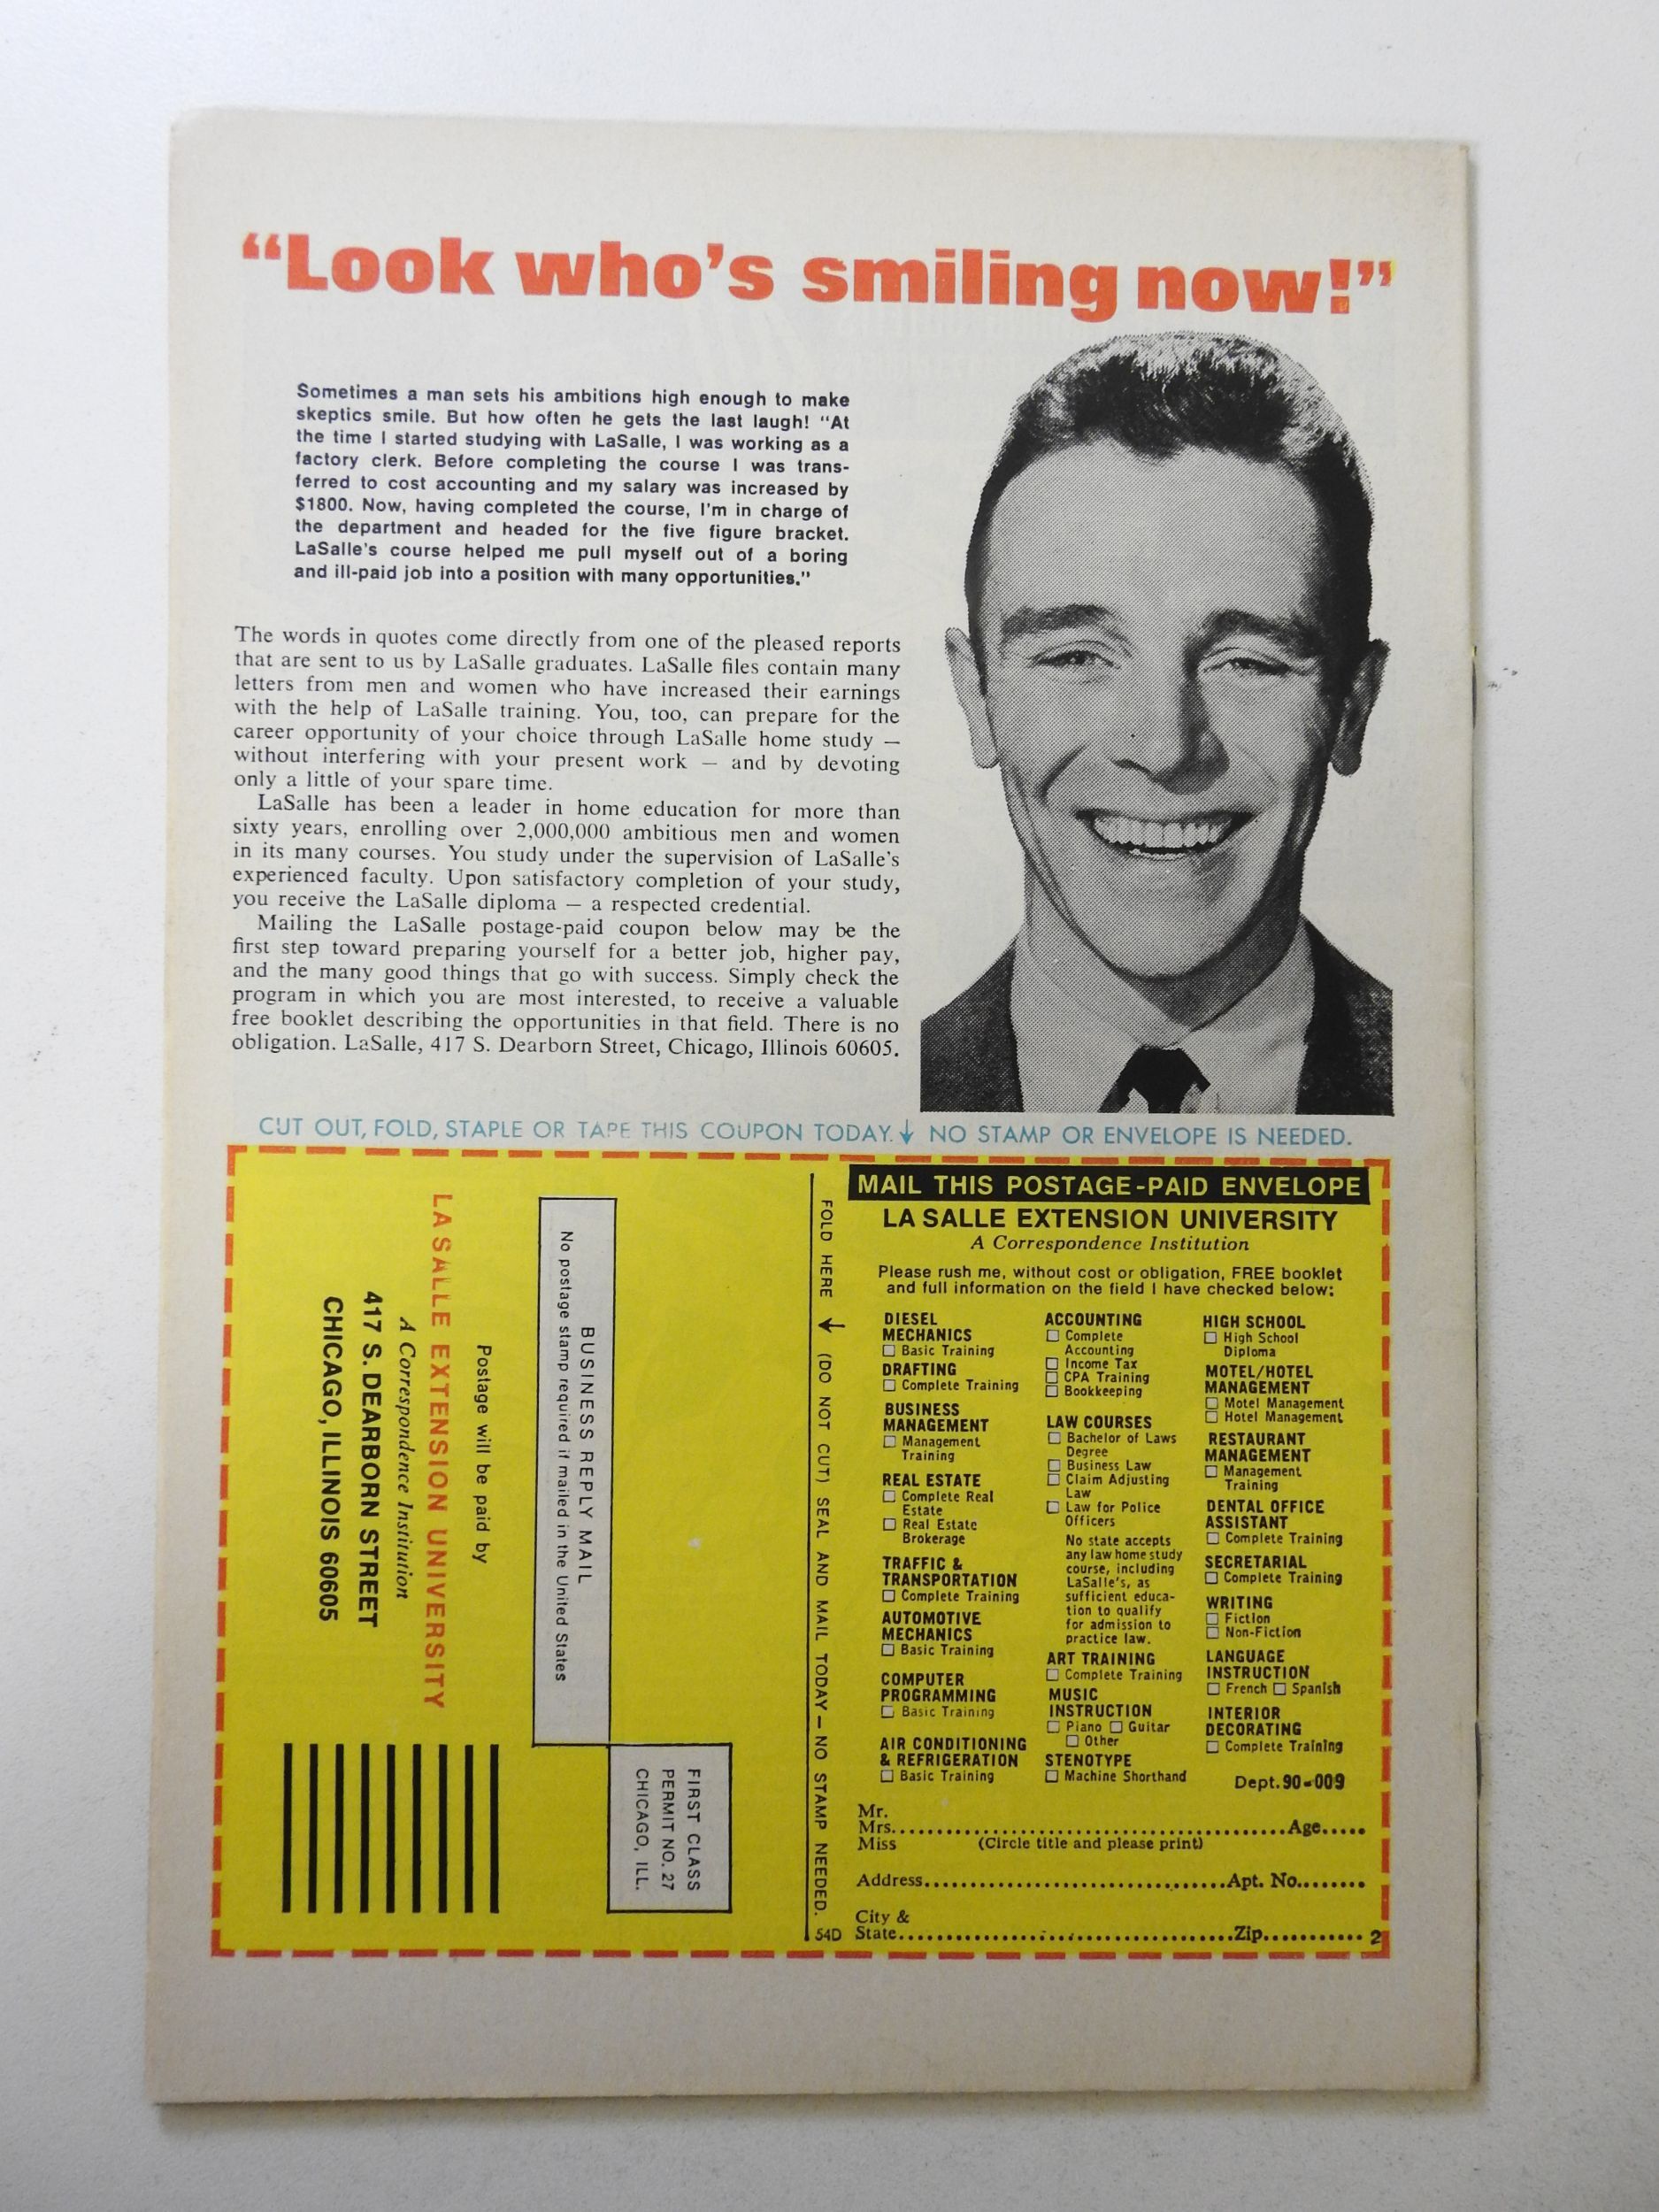 “Look who’s smiling now!”
Sometimes a man sets his ambitions high enough to make
skeptics smile. But how often he gets the last laugh! “At
the time I started studying with LaSalle, I was working as a
factory clerk. Before completing the course I was trans-
ferred to cost accounting and my salary was increased by
$1800. Now, having completed the course, I'm in charge of
the department and headed for the five figure bracket.
LaSalle's course helped me pull myself out of a boring
and ill-paid job into a position with many opportunities.”
The words in quotes come directly from one of the pleased reports
that are sent to us by LaSalle graduates. LaSalle files contain many
letters from men and women who have increased their earnings
with the help of LaSalle training. You, too, can prepare for the
career opportunity of your choice through LaSalle home study —
without interfering with your present work — and by devoting
only a little of your spare time.
LaSalle has been a leader in home education for more than
sixty years, enrolling over 2,000,000 ambitious men and women
in its many courses. You study under the supervision of LaSalle's
experienced faculty. Upon satisfactory completion of your study,
you receive the LaSalle diploma — a respected credential.
Mailing the LaSalle postage-paid coupon below may be the
first step toward preparing yourself for a better job, higher pay,
and the many good things that go with success. Simply check the
program in which you are most interested, to receive a valuable
free booklet describing the opportunities in that field. There is no
obligation. LaSalle, 417 S. Dearborn Street, Chicago, Illinois 60605.
CUT OUT, FOLD, STAPLE OR TAPE THIS COUPON TODAY.↓ NO STAMP OR ENVELOPE IS NEEDED.
FIRST CLASS
PERMIT NO. 27
CHICAGO, ILL.
BUSINESS REPLY MAIL
No postage stamp required if mailed in the United States
Postage will be paid by
LA SALLE EXTENSION UNIVERSITY
A Correspondence Institution
417 S. DEARBORN STREET
CHICAGO, ILLINOIS 60605
FOLD HERE ↓ (DO NOT CUT) SEAL AND MAIL TODAY — NO STAMP NEEDED.
54D
MAIL THIS POSTAGE-PAID ENVELOPE
LA SALLE EXTENSION UNIVERSITY
A Correspondence Institution
Please rush me, without cost or obligation, FREE booklet
and full information on the field I have checked below:
DIESEL
MECHANICS
☐ Basic Training
DRAFTING
☐ Complete Training
BUSINESS
MANAGEMENT
☐ Management
Training
REAL ESTATE
☐ Complete Real
Estate
☐ Real Estate
Brokerage
TRAFFIC &
TRANSPORTATION
☐ Complete Training
AUTOMOTIVE
MECHANICS
☐ Basic Training
COMPUTER
PROGRAMMING
☐ Basic Training
AIR CONDITIONING
& REFRIGERATION
☐ Basic Training
ACCOUNTING
☐ Complete
Accounting
☐ Income Tax
☐ CPA Training
☐ Bookkeeping
LAW COURSES
☐ Bachelor of Laws
Degree
☐ Business Law
☐ Claim Adjusting
Law
☐ Law for Police
Officers
No state accepts
any law home study
course, including
LaSalle's, as
sufficient educa-
tion to qualify
for admission to
practice law.
ART TRAINING
☐ Complete Training
MUSIC
INSTRUCTION
☐ Piano ☐ Guitar
☐ Other
STENOTYPE
☐ Machine Shorthand
HIGH SCHOOL
☐ High School
Diploma
MOTEL/HOTEL
MANAGEMENT
☐ Motel Management
☐ Hotel Management
RESTAURANT
MANAGEMENT
☐ Management
Training
DENTAL OFFICE
ASSISTANT
☐ Complete Training
SECRETARIAL
☐ Complete Training
WRITING
☐ Fiction
☐ Non-Fiction
LANGUAGE
INSTRUCTION
☐ French ☐ Spanish
INTERIOR
DECORATING
☐ Complete Training
Dept. 90-009
Mr.
Mrs. Age
Miss (Circle title and please print)
Address Apt. No.
City &
State Zip 2